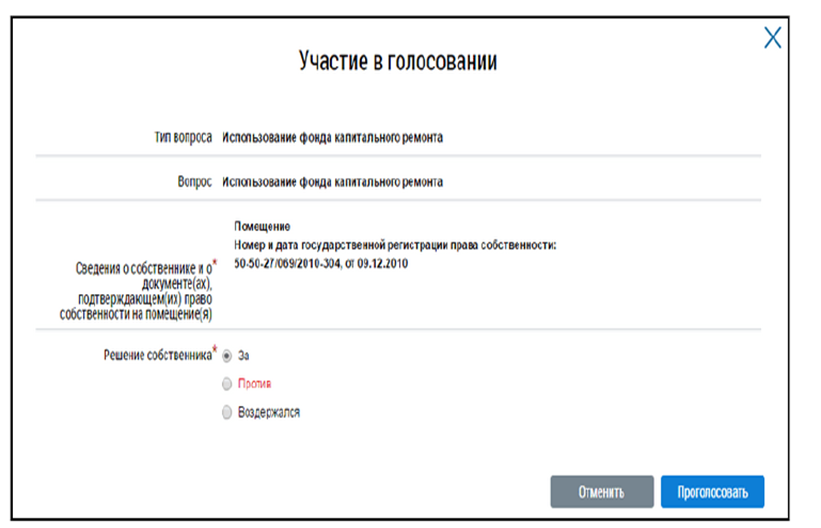 Участие в голосовании
Тип вопроса Использование фонда капитального ремонта
Вопрос Использование фонда капитального ремонта
Помещение
Номер и дата государственной регистрации права собственности:
50-50-27/069/2010-304, от 09.12.2010
Сведения о собственнике и о*
документе(ах),
подтверждающем(их) право
собственности на помещение(я)
Решение собственника* За
Против
Воздержался
Отменить Проголосовать